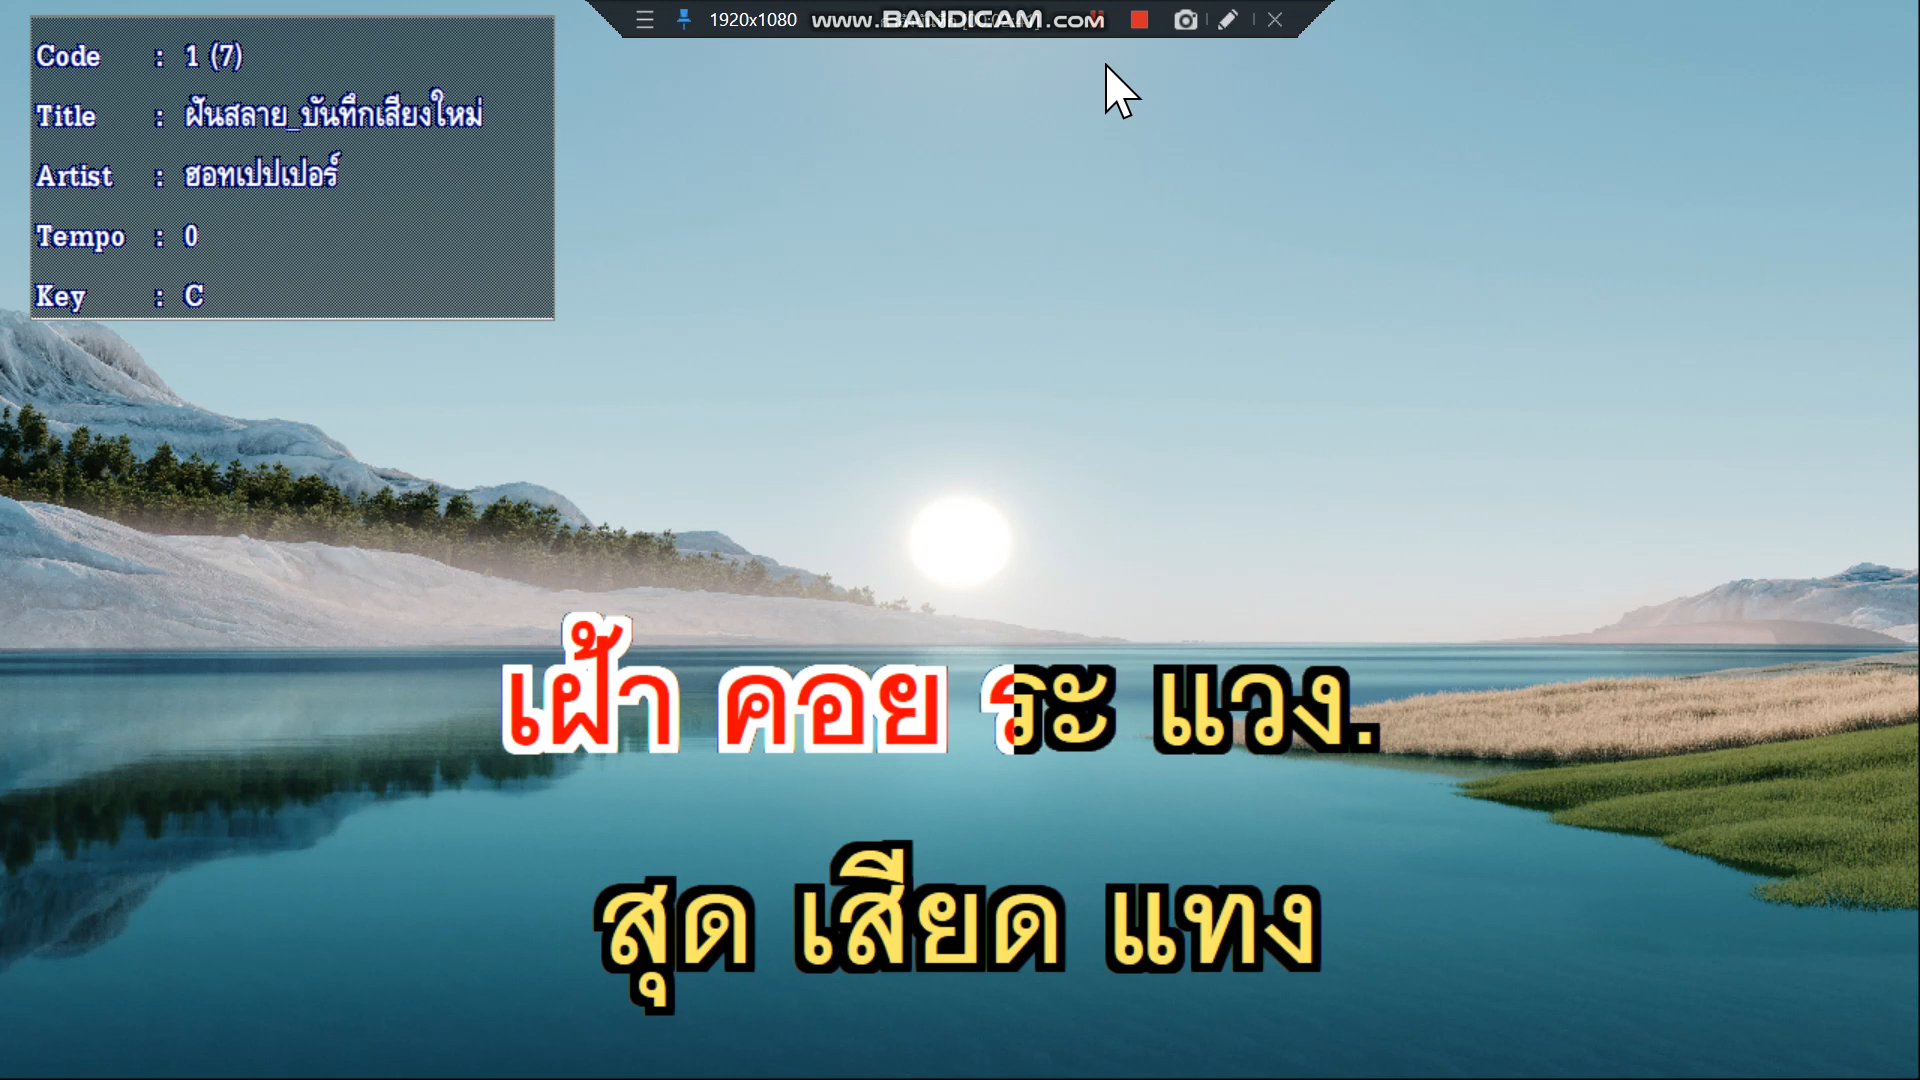 1920x1080 www.BANDICAM.com
Code : 1 (7)
Title : ฝันสลาย_บันทึกเสียงใหม่
Artist : ฮอทเปปเปอร์
Tempo : 0
Key : C
เฝ้า คอย ระ แวง.
สุด เสียด แทง